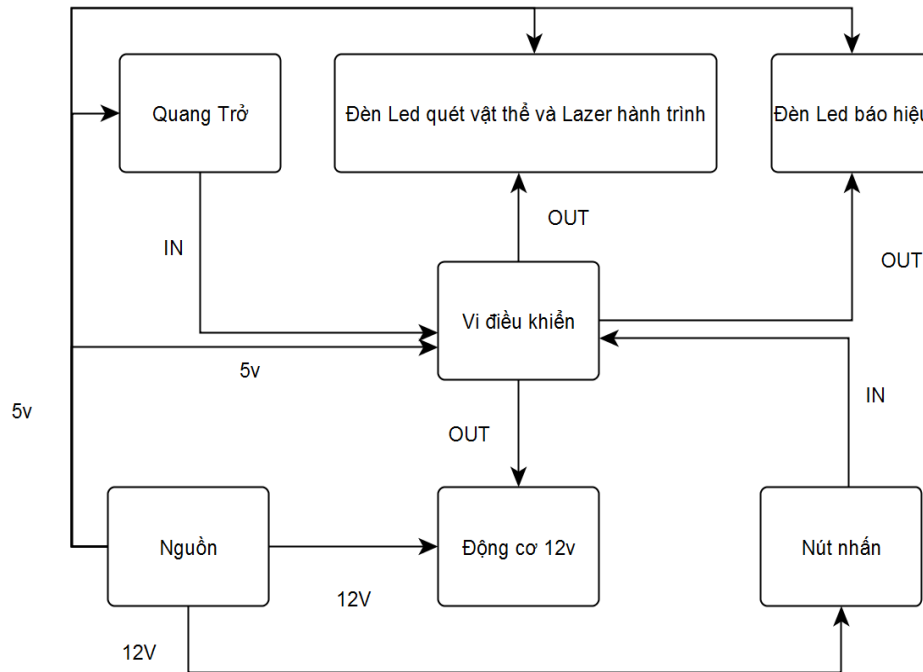 Quang Trở
Đèn Led quét vật thể và Lazer hành trình
Đèn Led báo hiệu
IN
OUT
OUT
Vi điều khiển
5v
IN
5v
OUT
Nguồn
Động cơ 12v
Nút nhấn
12V
12V